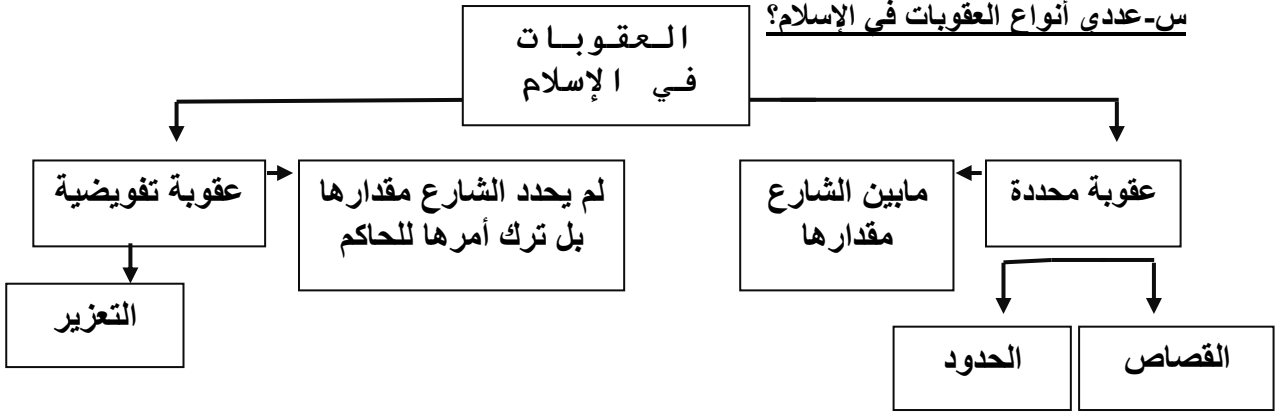 س-عددي أنواع العقوبات في الإسلام؟
العقوبات
في الإسلام
عقوبة محددة
مابين الشارع
مقدارها
القصاص
الحدود
عقوبة تفويضية
لم يحدد الشارع مقدارها
بل ترك أمرها للحاكم
التعزير